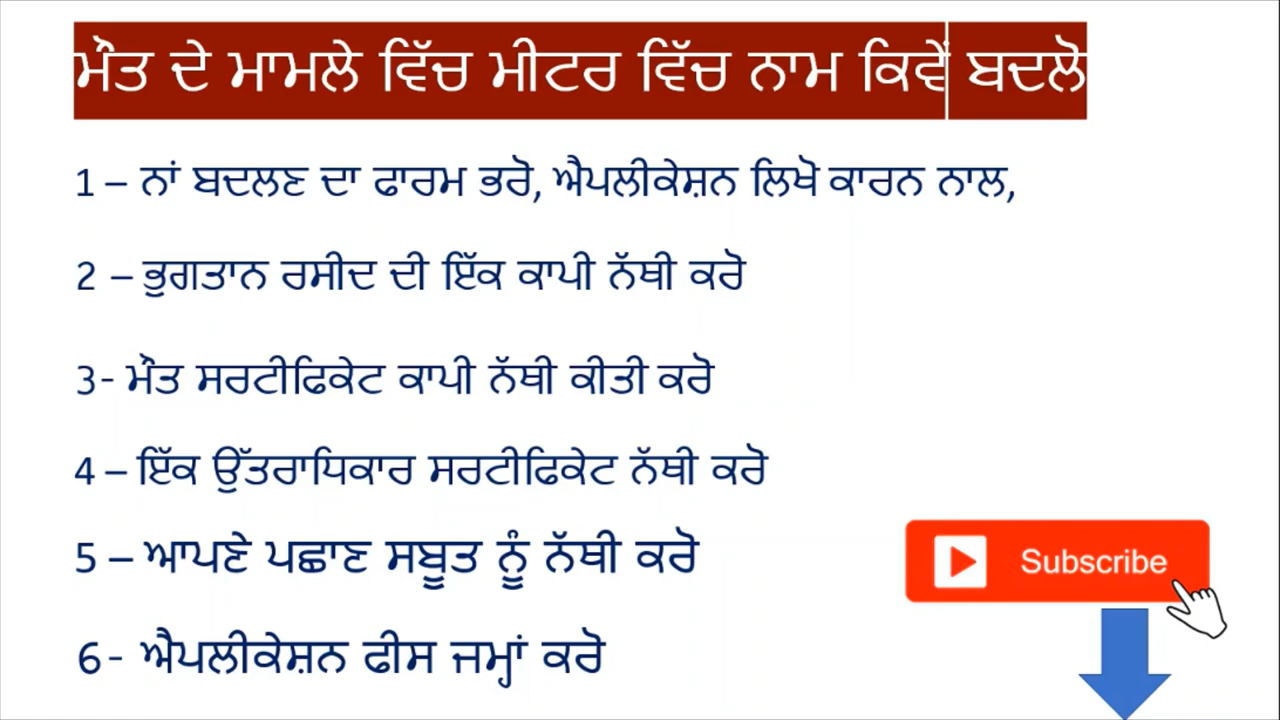 ਮੌਤ ਦੇ ਮਾਮਲੇ ਵਿੱਚ ਮੀਟਰ ਵਿੱਚ ਨਾਮ ਕਿਵੇਂ ਬਦਲੋ
1 – ਨਾਂ ਬਦਲਣ ਦਾ ਫਾਰਮ ਭਰੋ, ਐਪਲੀਕੇਸ਼ਨ ਲਿਖੋ ਕਾਰਨ ਨਾਲ,
2 – ਭੁਗਤਾਨ ਰਸੀਦ ਦੀ ਇੱਕ ਕਾਪੀ ਨੱਥੀ ਕਰੋ
3- ਮੌਤ ਸਰਟੀਫਿਕੇਟ ਕਾਪੀ ਨੱਥੀ ਕੀਤੀ ਕਰੋ
4 – ਇੱਕ ਉੱਤਰਾਧਿਕਾਰ ਸਰਟੀਫਿਕੇਟ ਨੱਥੀ ਕਰੋ
5 – ਆਪਣੇ ਪਛਾਣ ਸਬੂਤ ਨੂੰ ਨੱਥੀ ਕਰੋ
Subscribe
6- ਐਪਲੀਕੇਸ਼ਨ ਫੀਸ ਜਮ੍ਹਾਂ ਕਰੋ